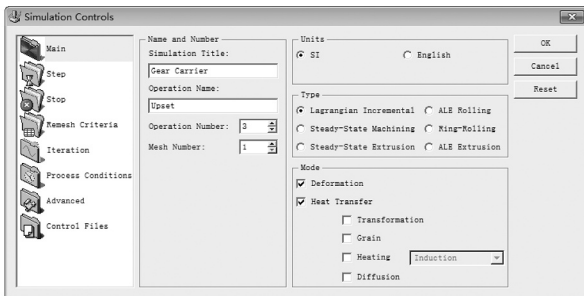 Simulation Controls
Main
Step
Stop
Remesh Criteria
Iteration
Process Conditions
Advanced
Control Files
Name and Number
Simulation Title:
Gear Carrier
Operation Name:
Upset
Operation Number: 3
Mesh Number: 1
Units
SI English
Type
Lagrangian Incremental ALE Rolling
Steady-State Machining Ring-Rolling
Steady-State Extrusion ALE Extrusion
Mode
Deformation
Heat Transfer
Transformation
Grain
Heating Induction
Diffusion
OK
Cancel
Reset